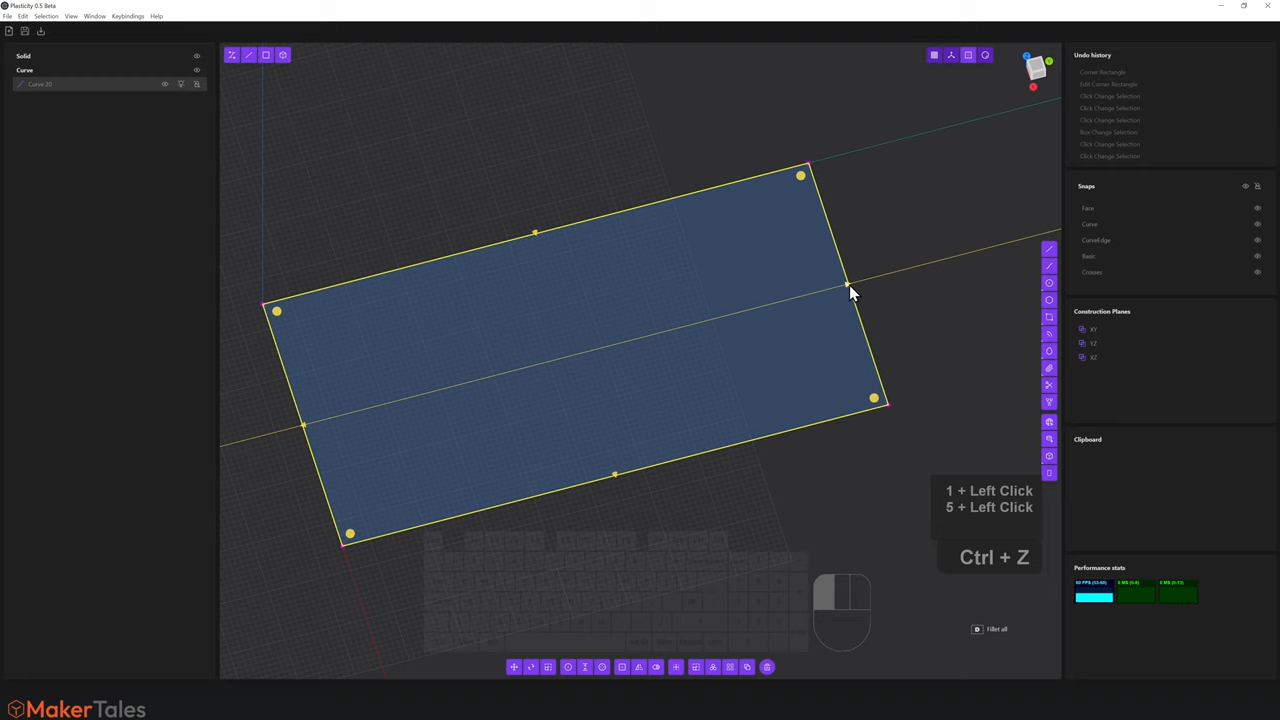 Plasticity 0.5 Beta
File Edit Selection View Window Keybindings Help
Solid
Curve
Curve 20
Undo history
Corner Rectangle
Edit Corner Rectangle
Click Change Selection
Click Change Selection
Click Change Selection
Box Change Selection
Click Change Selection
Click Change Selection
Snaps
Face
Curve
CurveEdge
Basic
Crosses
Construction Planes
XY
YZ
XZ
Clipboard
1 + Left Click
5 + Left Click
Ctrl + Z
Performance stats
D Fillet all
MakerTales